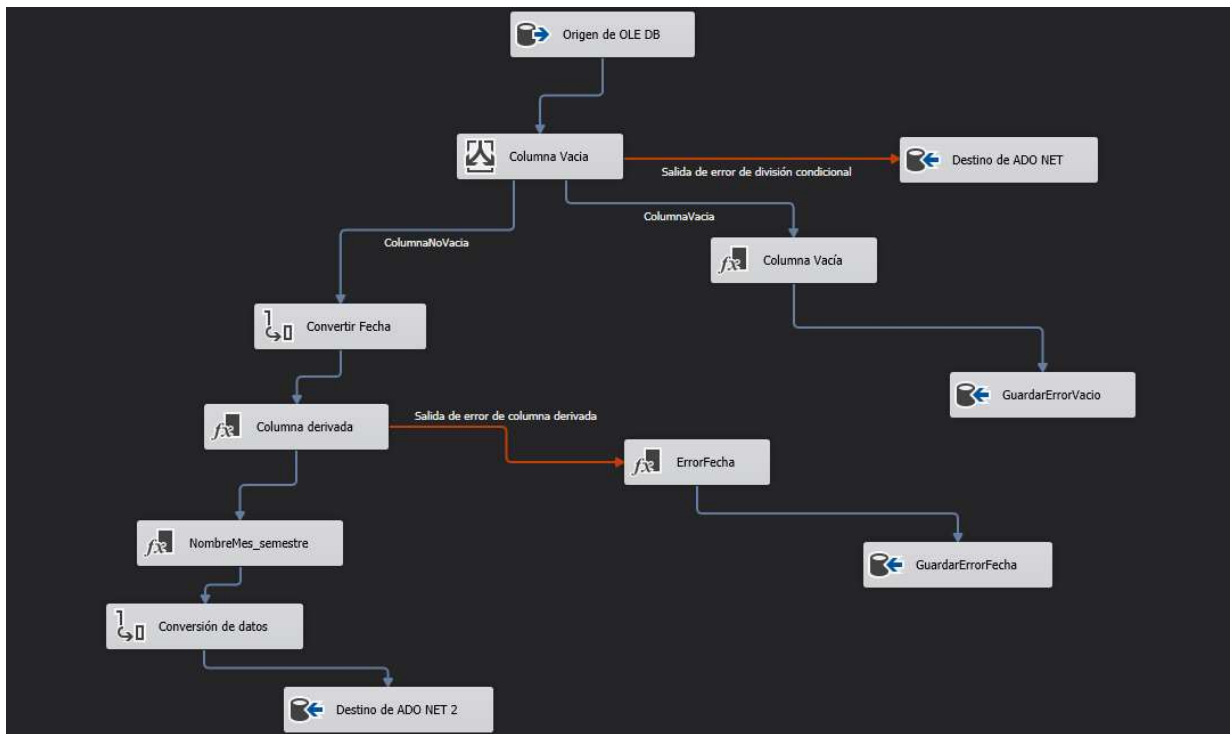 Origen de OLE DB
Columna Vacia
Salida de error de división condicional
Destino de ADO NET
ColumnaNoVacia
ColumnaVacia
Columna Vacía
Convertir Fecha
GuardarErrorVacio
Columna derivada
Salida de error de columna derivada
ErrorFecha
NombreMes_semestre
GuardarErrorFecha
Conversión de datos
Destino de ADO NET 2